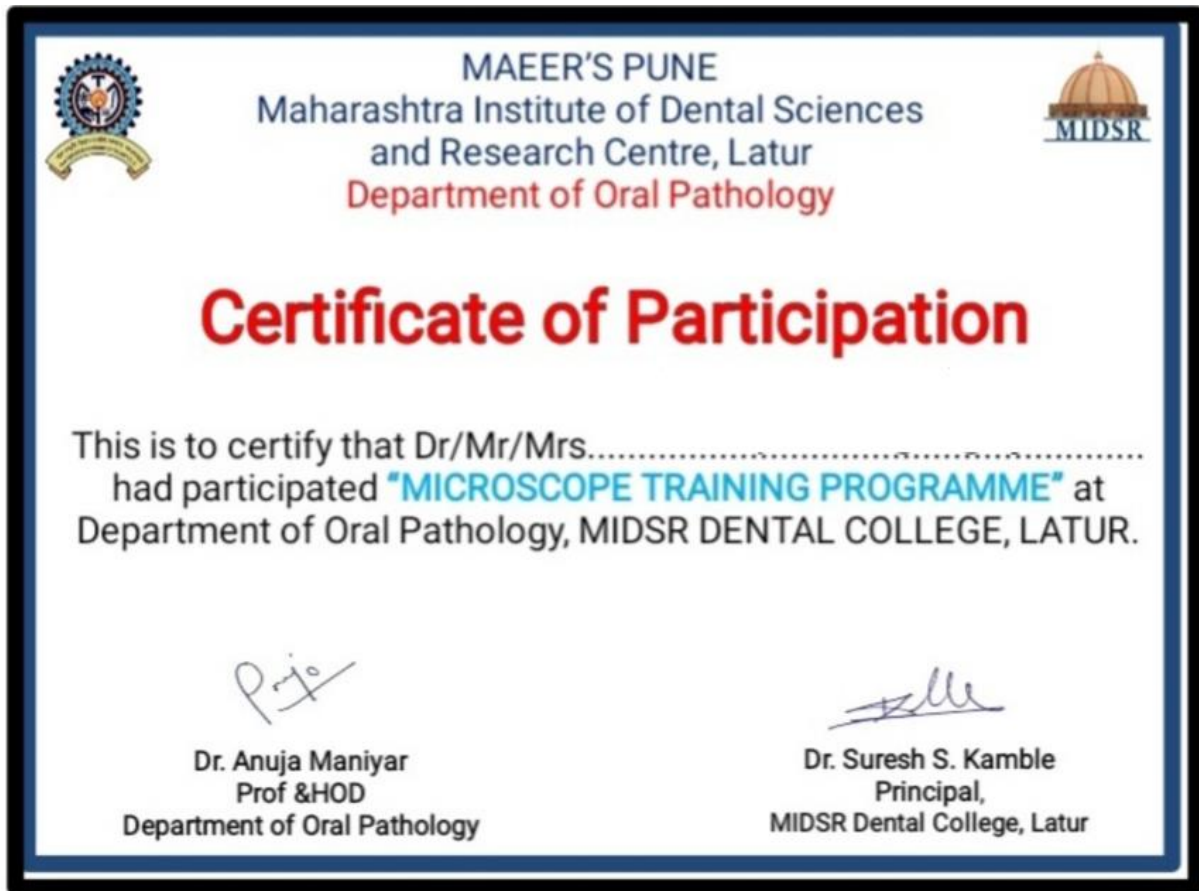 MAEER'S PUNE
Maharashtra Institute of Dental Sciences
and Research Centre, Latur
Department of Oral Pathology
MIDSR
Certificate of Participation
This is to certify that Dr/Mr/Mrs..............................................................
had participated "MICROSCOPE TRAINING PROGRAMME" at
Department of Oral Pathology, MIDSR DENTAL COLLEGE, LATUR.
Dr. Anuja Maniyar
Prof &HOD
Department of Oral Pathology
Dr. Suresh S. Kamble
Principal,
MIDSR Dental College, Latur